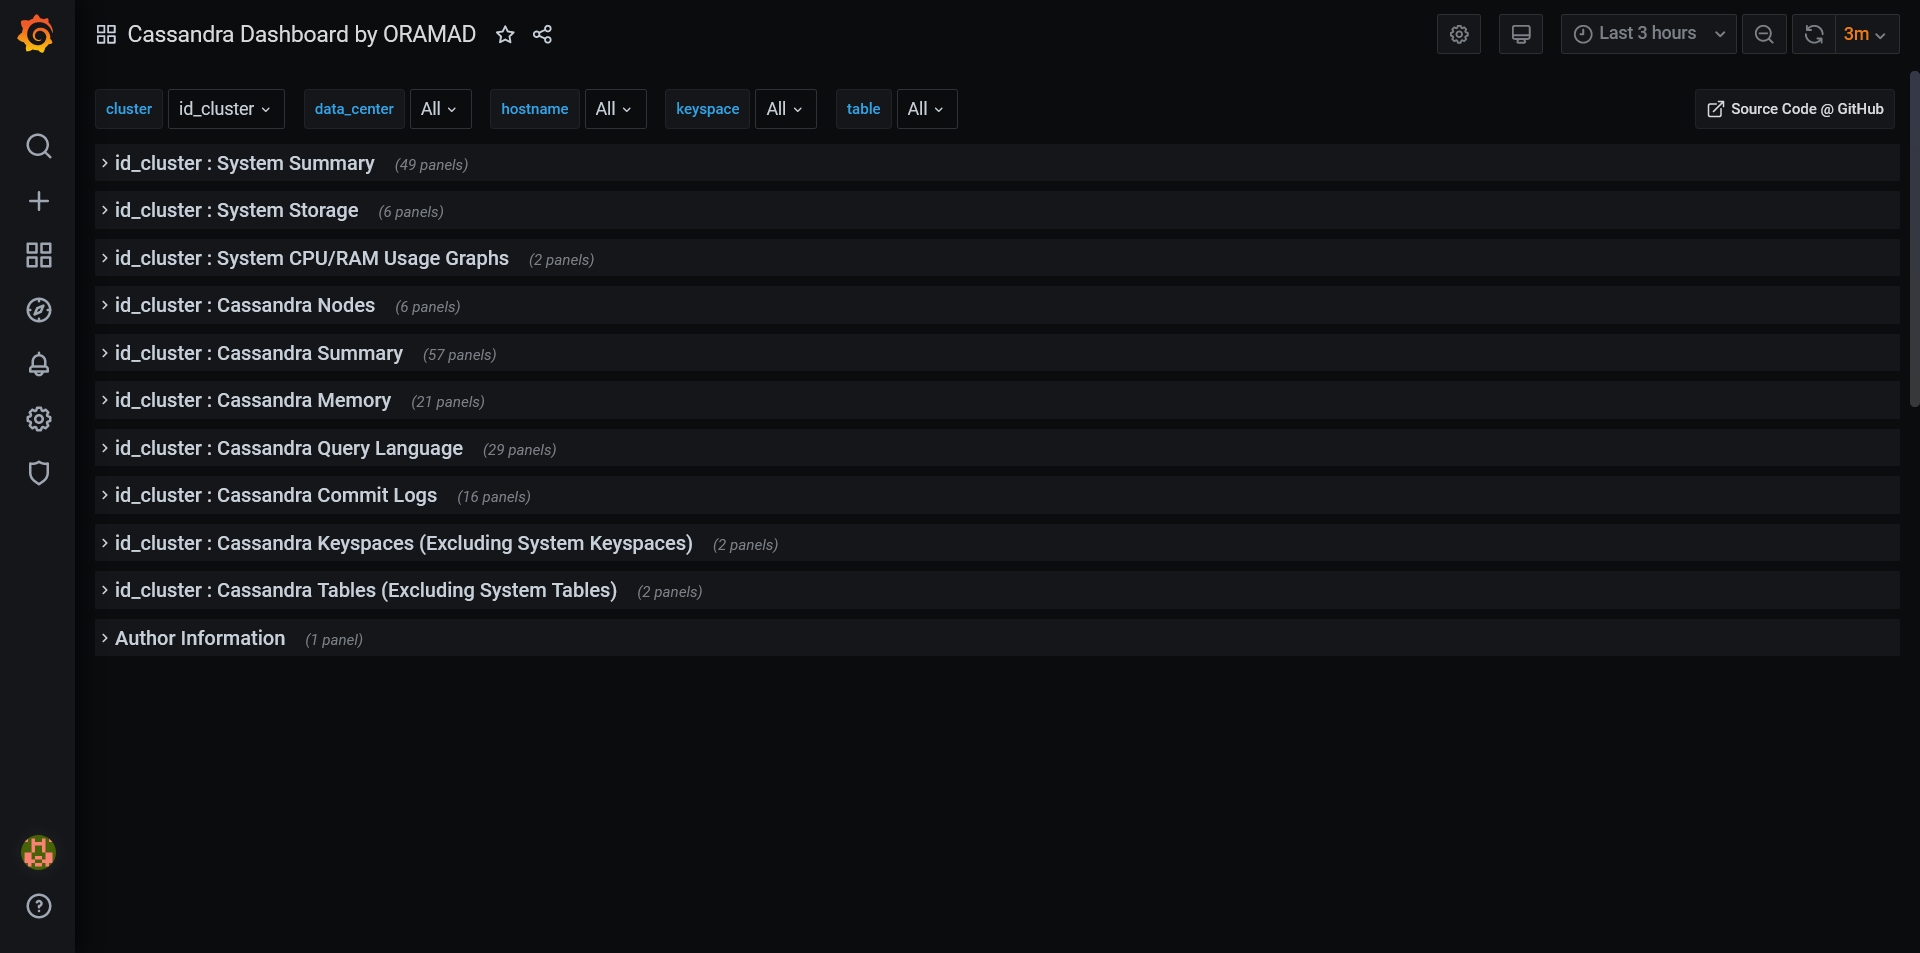 Cassandra Dashboard by ORAMAD
Last 3 hours
3m
cluster id_cluster data_center All hostname All keyspace All table All Source Code @ GitHub
id_cluster : System Summary (49 panels)
id_cluster : System Storage (6 panels)
id_cluster : System CPU/RAM Usage Graphs (2 panels)
id_cluster : Cassandra Nodes (6 panels)
id_cluster : Cassandra Summary (57 panels)
id_cluster : Cassandra Memory (21 panels)
id_cluster : Cassandra Query Language (29 panels)
id_cluster : Cassandra Commit Logs (16 panels)
id_cluster : Cassandra Keyspaces (Excluding System Keyspaces) (2 panels)
id_cluster : Cassandra Tables (Excluding System Tables) (2 panels)
Author Information (1 panel)